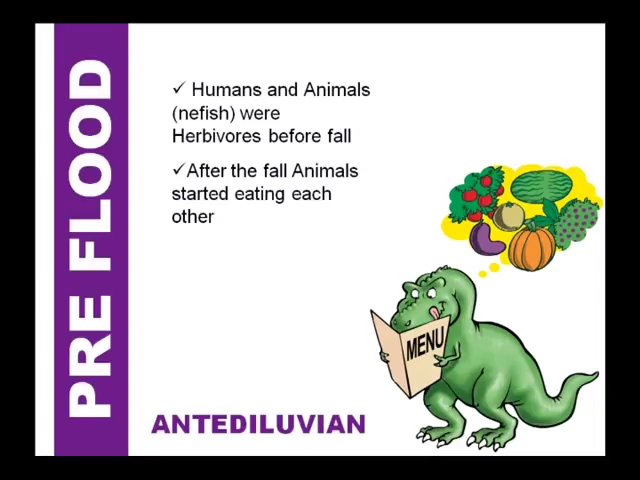 PRE FLOOD
✓ Humans and Animals
(nefish) were
Herbivores before fall
✓After the fall Animals
started eating each
other
MENU
ANTEDILUVIAN